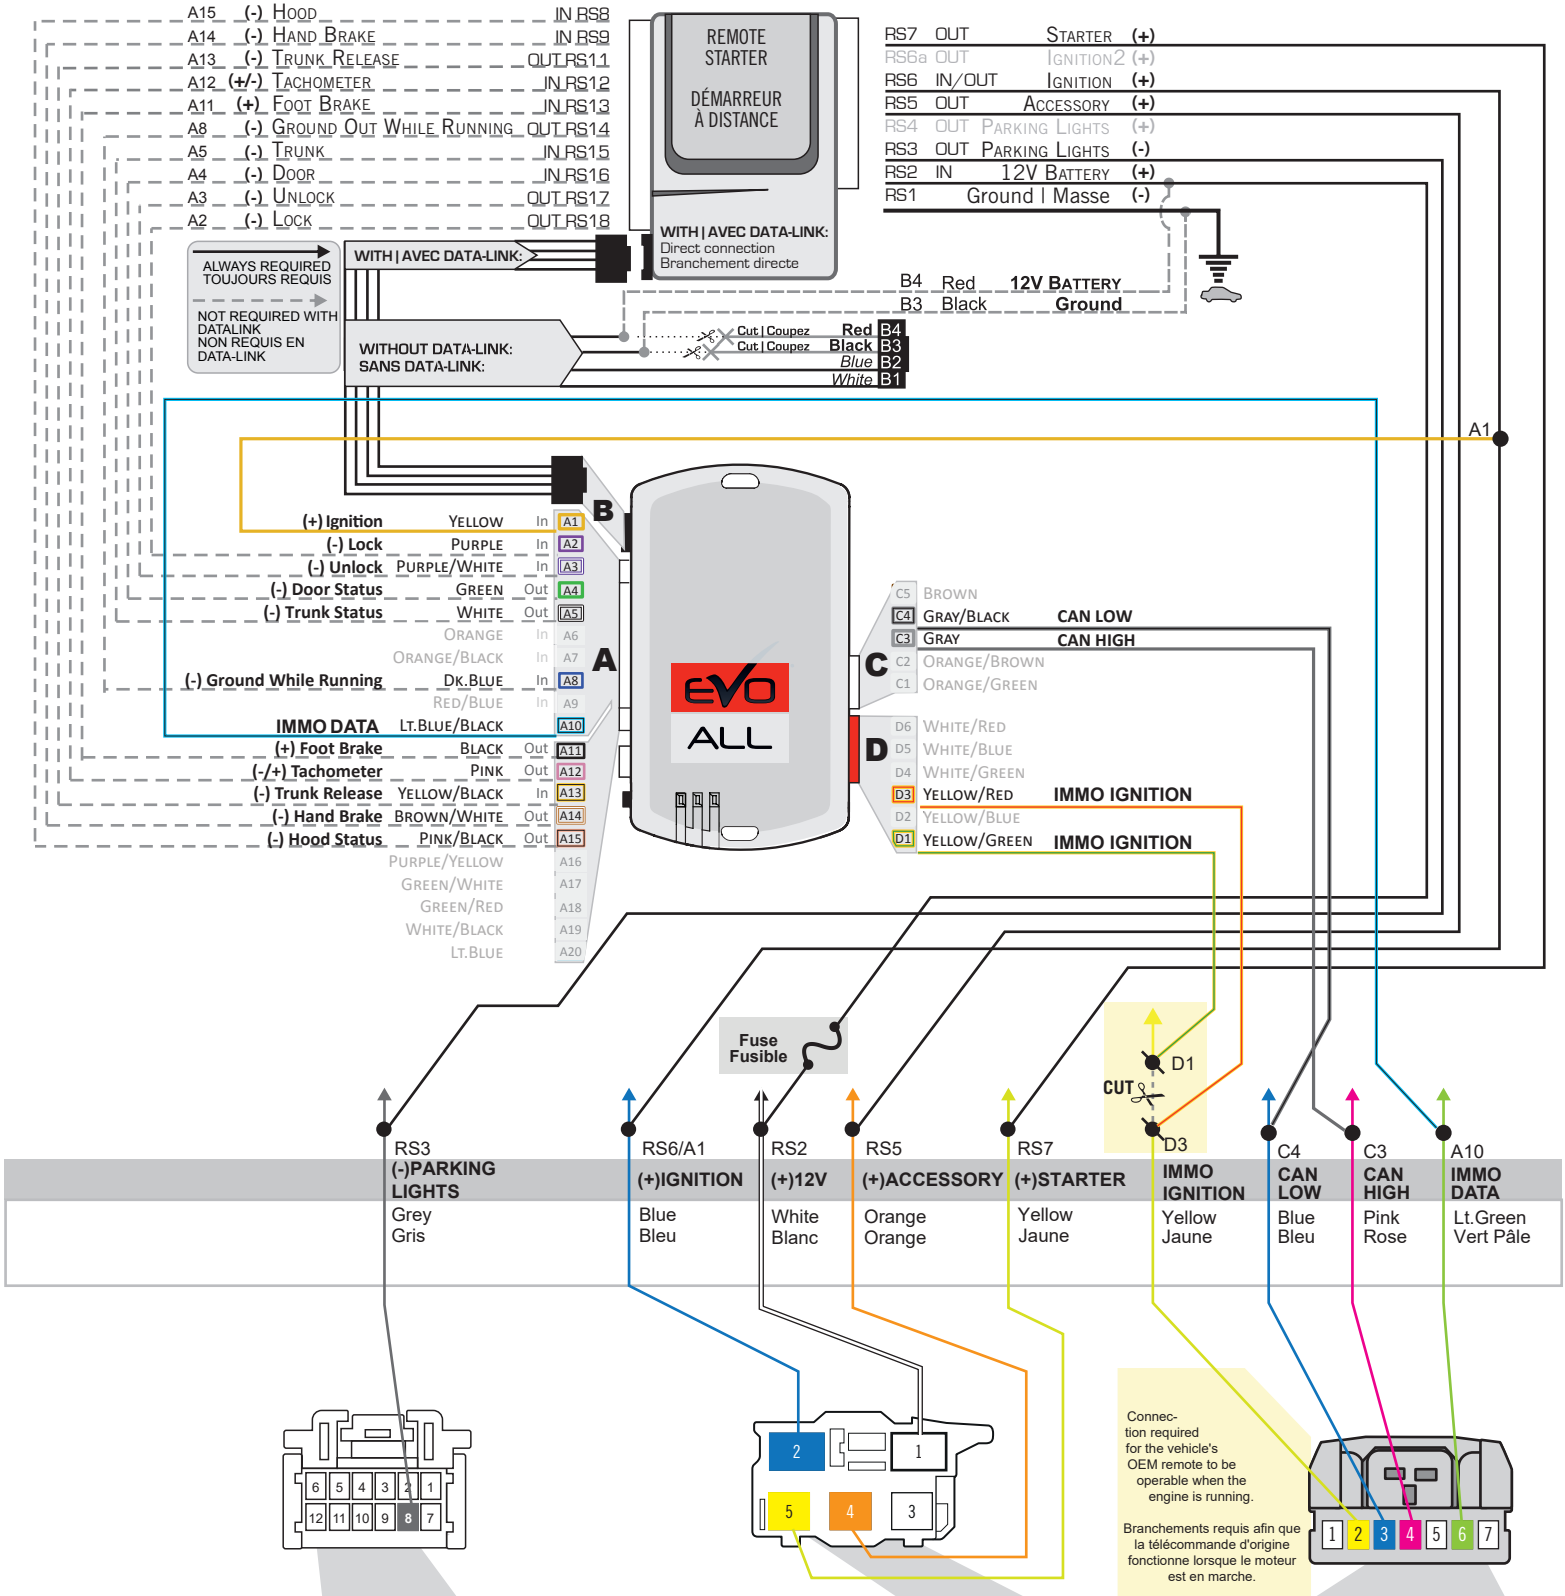 A15 (-) HOOD IN RS8
A14 (-) HAND BRAKE IN RS9
A13 (-) TRUNK RELEASE OUT RS11
A12 (+/-) TACHOMETER IN RS12
A11 (+) FOOT BRAKE IN RS13
A8 (-) GROUND OUT WHILE RUNNING OUT RS14
A5 (-) TRUNK IN RS15
A4 (-) DOOR IN RS16
A3 (-) UNLOCK OUT RS17
A2 (-) LOCK OUT RS18
REMOTE
STARTER
DÉMARREUR
À DISTANCE
WITH | AVEC DATA-LINK:
Direct connection
Branchement directe
RS7 OUT STARTER (+)
RS6a OUT IGNITION2 (+)
RS6 IN/OUT IGNITION (+)
RS5 OUT ACCESSORY (+)
RS4 OUT PARKING LIGHTS (+)
RS3 OUT PARKING LIGHTS (-)
RS2 IN 12V BATTERY (+)
RS1 Ground | Masse (-)
ALWAYS REQUIRED
TOUJOURS REQUIS
NOT REQUIRED WITH
DATALINK
NON REQUIS EN
DATA-LINK
WITH | AVEC DATA-LINK:
B4 Red 12V BATTERY
B3 Black Ground
WITHOUT DATA-LINK:
SANS DATA-LINK:
Cut | Coupez Red B4
Cut | Coupez Black B3
Blue B2
White B1
A1
B
(+) Ignition YELLOW In A1
(-) Lock PURPLE In A2
(-) Unlock PURPLE/WHITE In A3
(-) Door Status GREEN Out A4
(-) Trunk Status WHITE Out A5
ORANGE In A6
ORANGE/BLACK In A7
A
(-) Ground While Running DK.BLUE In A8
RED/BLUE In A9
IMMO DATA LT.BLUE/BLACK A10
(+) Foot Brake BLACK Out A11
(-/+) Tachometer PINK Out A12
(-) Trunk Release YELLOW/BLACK In A13
(-) Hand Brake BROWN/WHITE Out A14
(-) Hood Status PINK/BLACK Out A15
PURPLE/YELLOW A16
GREEN/WHITE A17
GREEN/RED A18
WHITE/BLACK A19
LT.BLUE A20
EVO
ALL
C
C5 BROWN
C4 GRAY/BLACK CAN LOW
C3 GRAY CAN HIGH
C2 ORANGE/BROWN
C1 ORANGE/GREEN
D
D6 WHITE/RED
D5 WHITE/BLUE
D4 WHITE/GREEN
D3 YELLOW/RED IMMO IGNITION
D2 YELLOW/BLUE
D1 YELLOW/GREEN IMMO IGNITION
Fuse
Fusible
D1
CUT
D3
RS3
(-)PARKING
LIGHTS
Grey
Gris
RS6/A1
(+)IGNITION
Blue
Bleu
RS2
(+)12V
White
Blanc
RS5
(+)ACCESSORY
Orange
Orange
RS7
(+)STARTER
Yellow
Jaune
IMMO
IGNITION
Yellow
Jaune
C4
CAN
LOW
Blue
Bleu
C3
CAN
HIGH
Pink
Rose
A10
IMMO
DATA
Lt.Green
Vert Pâle
6 5 4 3 2 1
12 11 10 9 8 7
2 1
5 4 3
Connec-
tion required
for the vehicle's
OEM remote to be
operable when the
engine is running.
Branchements requis afin que
la télécommande d'origine
fonctionne lorsque le moteur
est en marche.
1 2 3 4 5 6 7